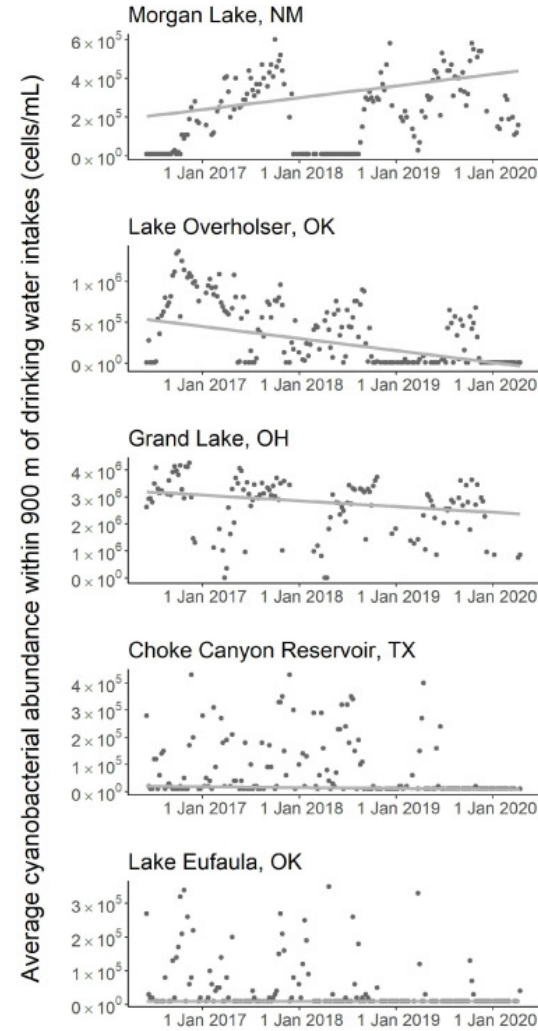 Average cyanobacterial abundance within 900 m of drinking water intakes (cells/mL)
Morgan Lake, NM
6 × 10⁵
4 × 10⁵
2 × 10⁵
0 × 10⁰
1 Jan 2017 1 Jan 2018 1 Jan 2019 1 Jan 2020
Lake Overholser, OK
1 × 10⁶
5 × 10⁵
0 × 10⁰
1 Jan 2017 1 Jan 2018 1 Jan 2019 1 Jan 2020
Grand Lake, OH
4 × 10⁶
3 × 10⁶
2 × 10⁶
1 × 10⁶
0 × 10⁰
1 Jan 2017 1 Jan 2018 1 Jan 2019 1 Jan 2020
Choke Canyon Reservoir, TX
4 × 10⁵
3 × 10⁵
2 × 10⁵
1 × 10⁵
0 × 10⁰
1 Jan 2017 1 Jan 2018 1 Jan 2019 1 Jan 2020
Lake Eufaula, OK
3 × 10⁵
2 × 10⁵
1 × 10⁵
0 × 10⁰
1 Jan 2017 1 Jan 2018 1 Jan 2019 1 Jan 2020